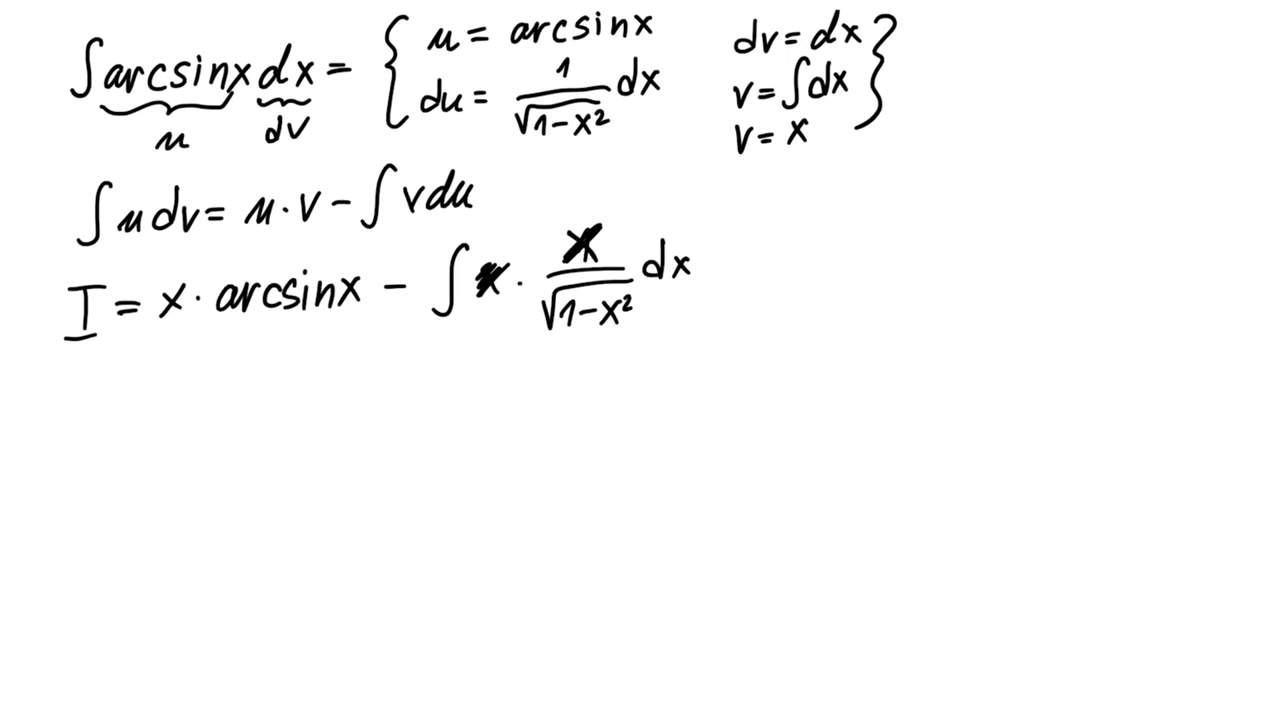 ∫ arcsinx dx = { u = arcsinx dv = dx }
u dv du = 1/√(1-x²) dx v = ∫dx
v = x
∫ u dv = u · v - ∫ v du
I = x · arcsinx - ∫ x · x/√(1-x²) dx